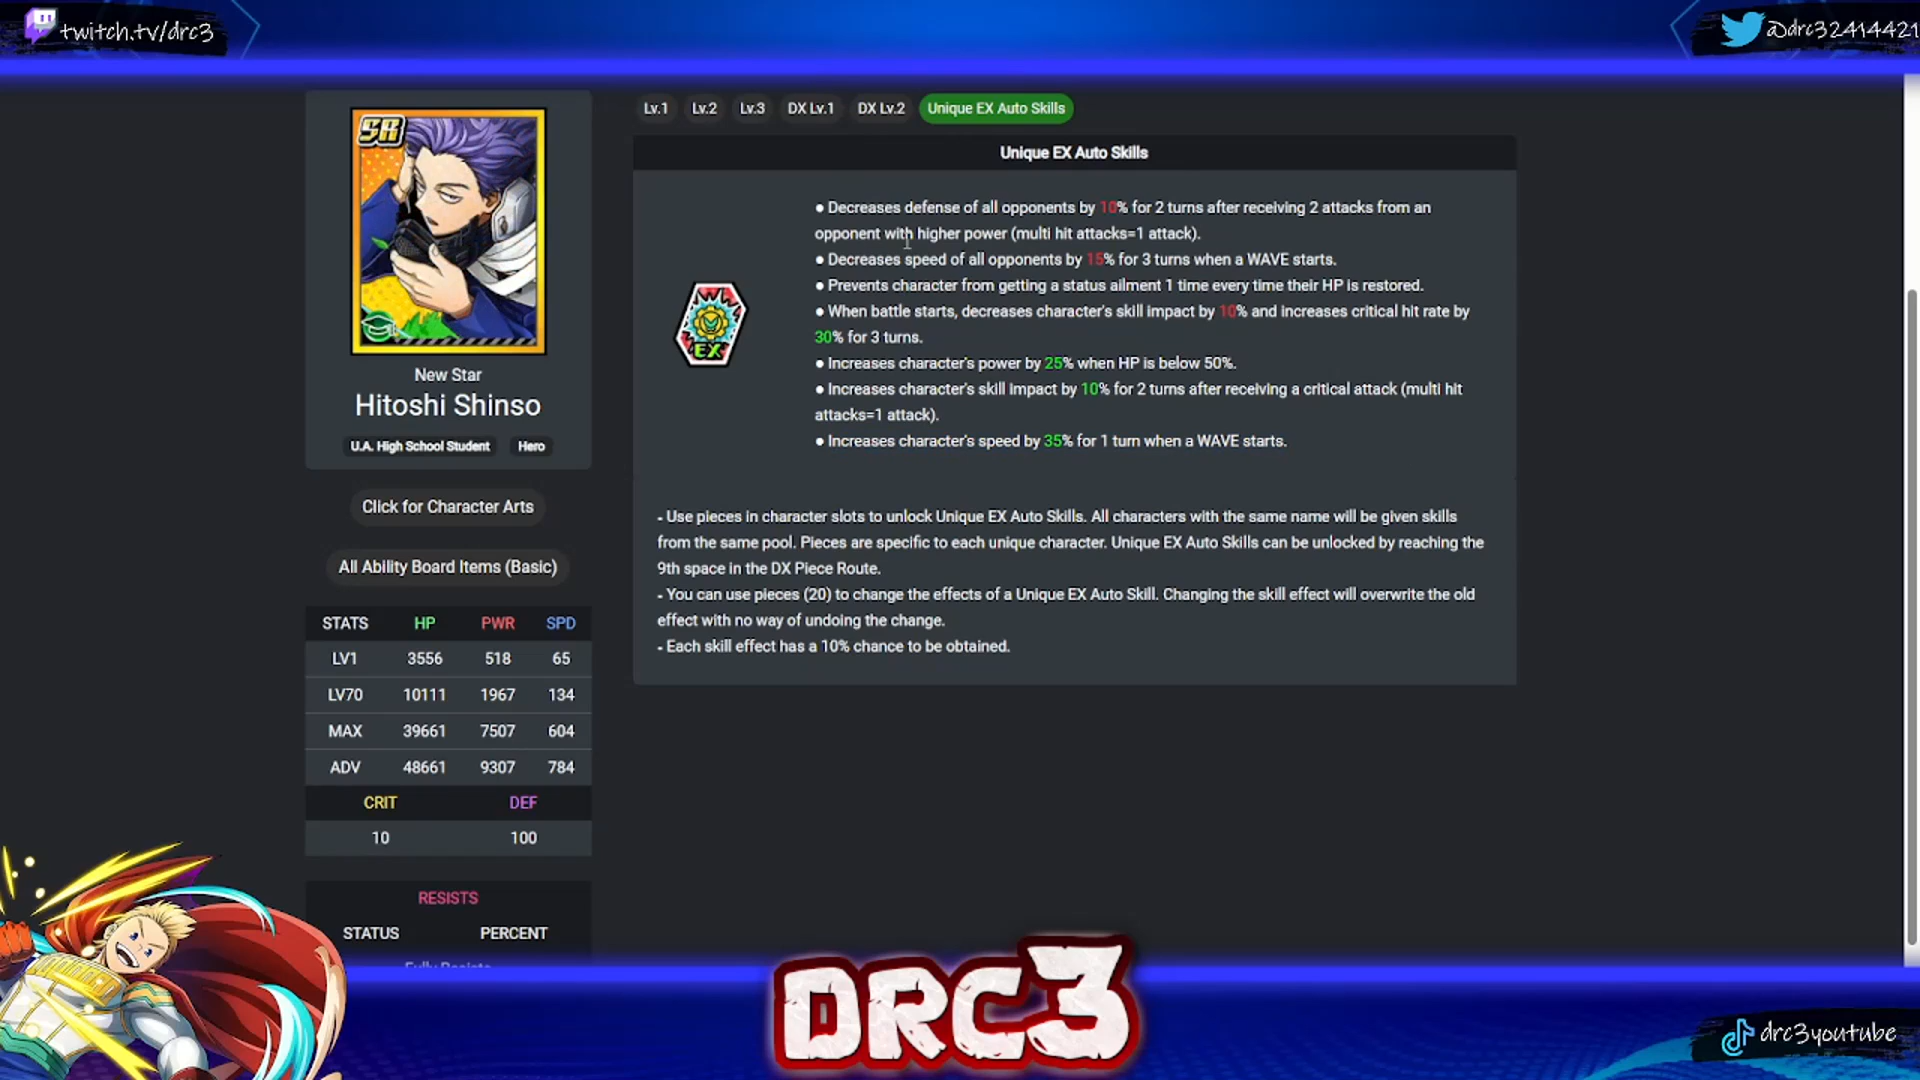 twitch.tv/drc3
@drc32414421
Lv.1 Lv.2 Lv.3 DX Lv.1 DX Lv.2 Unique EX Auto Skills
SR
New Star
Hitoshi Shinso
U.A. High School Student Hero
Click for Character Arts
All Ability Board Items (Basic)
STATS HP PWR SPD
LV1 3556 518 65
LV70 10111 1967 134
MAX 39661 7507 604
ADV 48661 9307 784
CRIT DEF
10 100
RESISTS
STATUS PERCENT
Fully Resists
Unique EX Auto Skills
EX
● Decreases defense of all opponents by 10% for 2 turns after receiving 2 attacks from an
opponent with higher power (multi hit attacks=1 attack).
● Decreases speed of all opponents by 15% for 3 turns when a WAVE starts.
● Prevents character from getting a status ailment 1 time every time their HP is restored.
● When battle starts, decreases character's skill impact by 10% and increases critical hit rate by
30% for 3 turns.
● Increases character's power by 25% when HP is below 50%.
● Increases character's skill impact by 10% for 2 turns after receiving a critical attack (multi hit
attacks=1 attack).
● Increases character's speed by 35% for 1 turn when a WAVE starts.
- Use pieces in character slots to unlock Unique EX Auto Skills. All characters with the same name will be given skills
from the same pool. Pieces are specific to each unique character. Unique EX Auto Skills can be unlocked by reaching the
9th space in the DX Piece Route.
- You can use pieces (20) to change the effects of a Unique EX Auto Skill. Changing the skill effect will overwrite the old
effect with no way of undoing the change.
- Each skill effect has a 10% chance to be obtained.
DRC3
drc3youtube